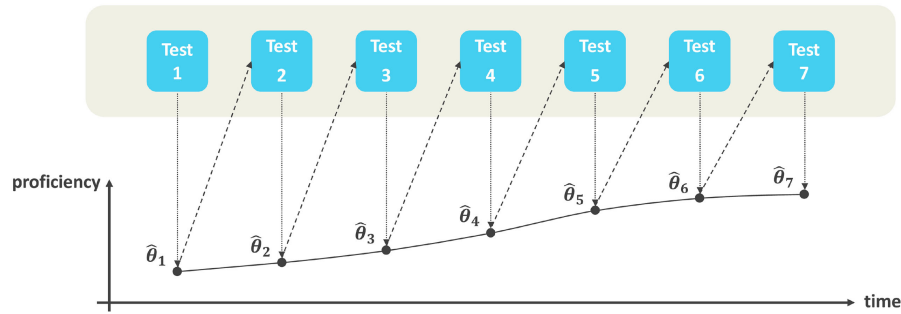 Test
1
Test
2
Test
3
Test
4
Test
5
Test
6
Test
7
proficiency
θ̂₁
θ̂₂
θ̂₃
θ̂₄
θ̂₅
θ̂₆
θ̂₇
time